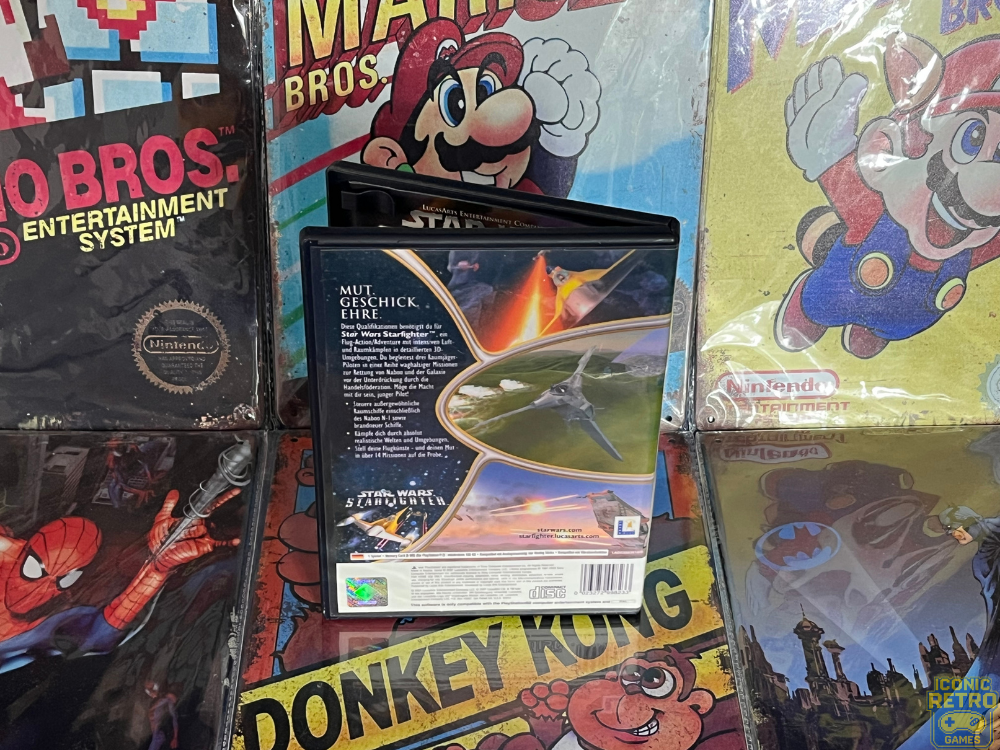 MARIO
BROS.
BROS.
IO BROS.™
ENTERTAINMENT
SYSTEM™
Nintendo
LUCASARTS ENTERTAINMENT
STAR
MUT.
GESCHICK.
EHRE.
Diese Qualifikationen benötigst du für
Star Wars Starfighter™, ein
Flug-Action/Adventure mit intensiven Luft-
und Raumkämpfen in detaillierten 3D-
Umgebungen. Du begleitest drei Raumjäger-
Piloten in einer Reihe waghalsiger Missionen
zur Rettung von Naboo und der Galaxie
vor der Unterdrückung durch die
Handelsföderation. Möge die Macht
mit dir sein, junger Pilot!
• Steuere außergewöhnliche
Raumschiffe einschließlich
des Naboo N-1 sowie
brandneuer Schiffe.
• Kämpfe dich durch absolut
realistische Welten und Umgebungen.
• Stell deine Flugkünste - und deinen Mut -
in über 14 Missionen auf die Probe.
STAR WARS
STARFIGHTER
starwars.com
starfighter.lucasarts.com
disc
Nintendo
ENTERTAINMENT
Nintendo
DONKEY KONG
ICONIC
RETRO
GAMES